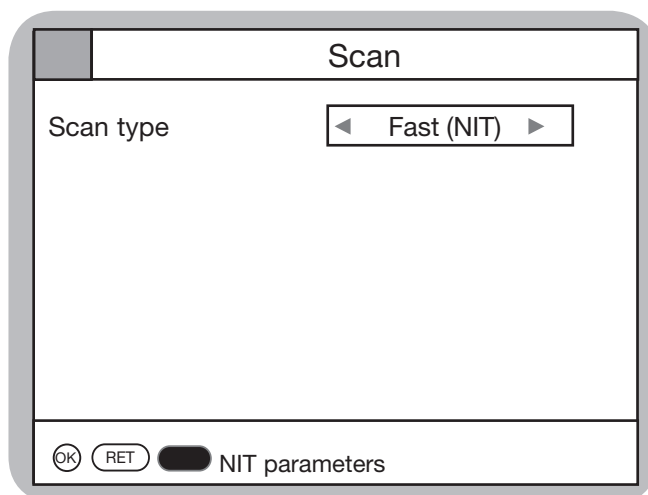 Scan
Scan type ◀ Fast (NIT) ▶
OK RET NIT parameters